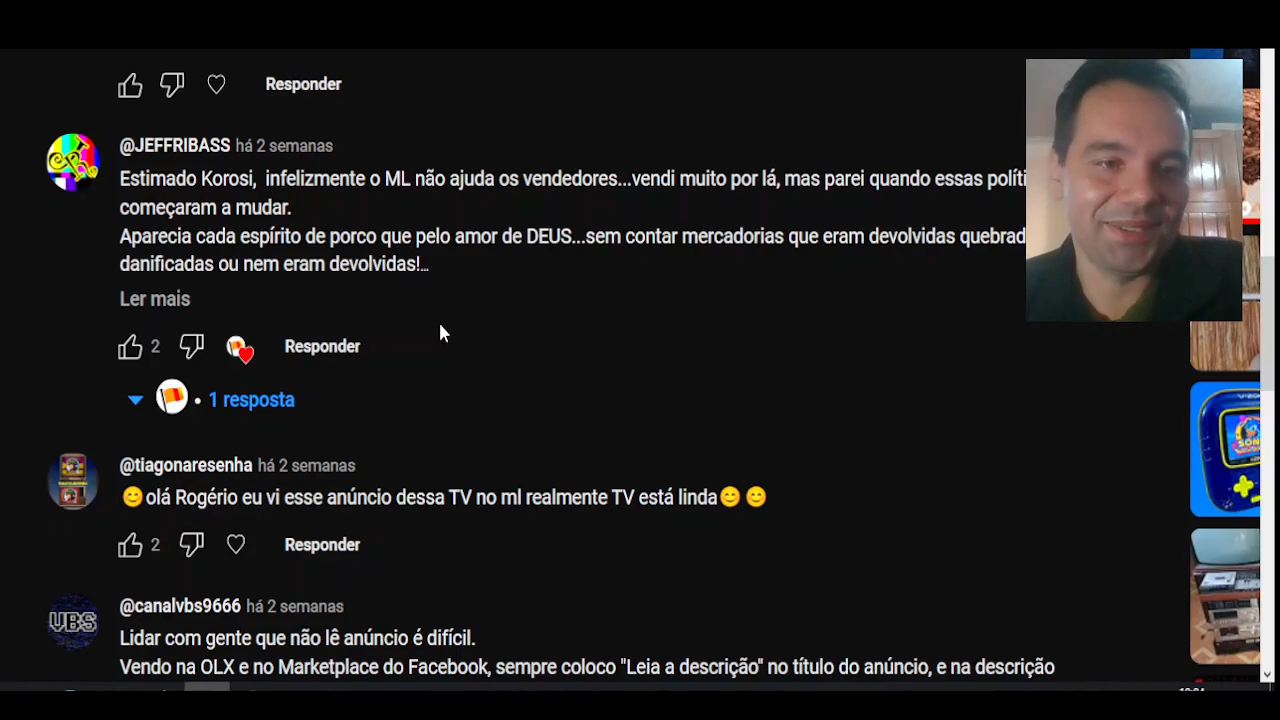 Responder
@JEFFRIBASS há 2 semanas
Estimado Korosi, infelizmente o ML não ajuda os vendedores...vendi muito por lá, mas parei quando essas políti
começaram a mudar.
Aparecia cada espírito de porco que pelo amor de DEUS...sem contar mercadorias que eram devolvidas quebrad
danificadas ou nem eram devolvidas!...
Ler mais
2 Responder
1 resposta
@tiagonaresenha há 2 semanas
😊olá Rogério eu vi esse anúncio dessa TV no ml realmente TV está linda😊😊
2 Responder
@canalvbs9666 há 2 semanas
VBS
Lidar com gente que não lê anúncio é difícil.
Vendo na OLX e no Marketplace do Facebook, sempre coloco "Leia a descrição" no título do anúncio, e na descrição